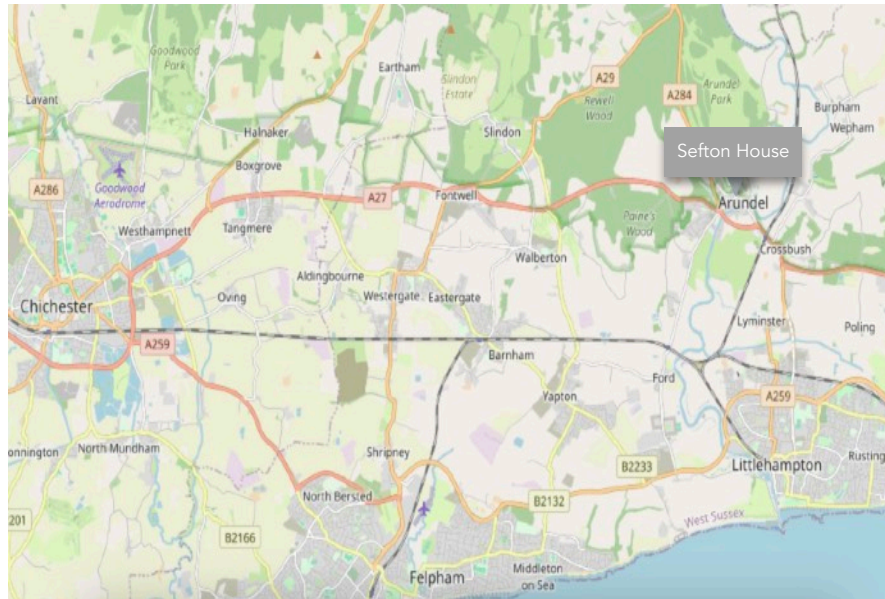 Goodwood
Park
Eartham
Slindon
Estate
A29
Rewell
Wood
A284
Arundel
Park
Burpham
Wepham
Lavant
Halnaker
Slindon
Sefton House
Boxgrove
A286
Goodwood
Aerodrome
A27
Fontwell
Arundel
Westhampnett
Tangmere
Paine's
Wood
Crossbush
Walberton
Aldingbourne
Chichester
Oving
Westergate
Eastergate
Lyminster
Poling
A259
Barnham
Ford
Yapton
A259
onnington
North Mundham
Shripney
B2233
Littlehampton
Rusting
North Bersted
B2132
201
B2166
West Sussex
Felpham
Middleton
on Sea